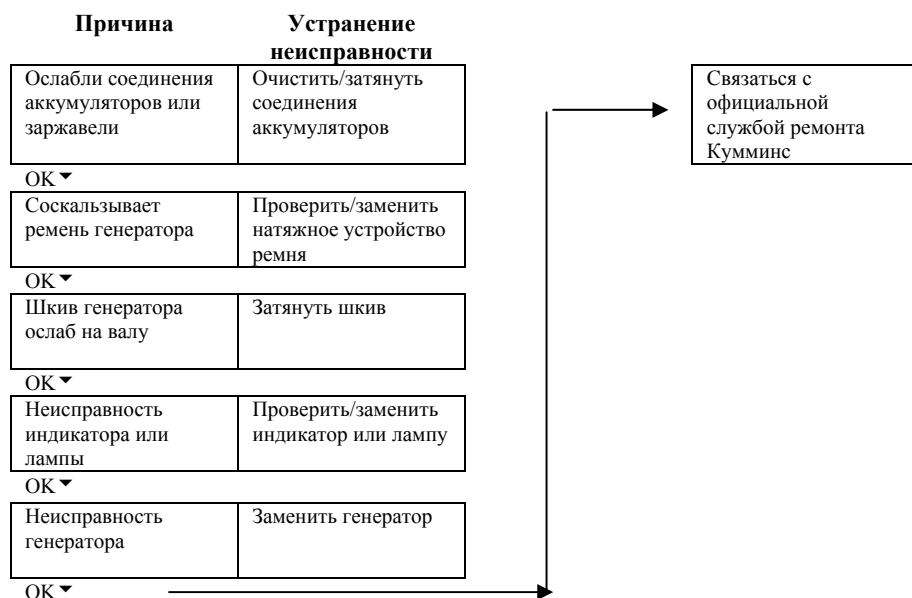 Причина
Устранение
неисправности
Ослабли соединения
аккумуляторов или
заржавели
Очистить/затянуть
соединения
аккумуляторов
Связаться с
официальной
службой ремонта
Кумминс
OK
Соскальзывает
ремень генератора
Проверить/заменить
натяжное устройство
ремня
OK
Шкив генератора
ослаб на валу
Затянуть шкив
OK
Неисправность
индикатора или
лампы
Проверить/заменить
индикатор или лампу
OK
Неисправность
генератора
Заменить генератор
OK